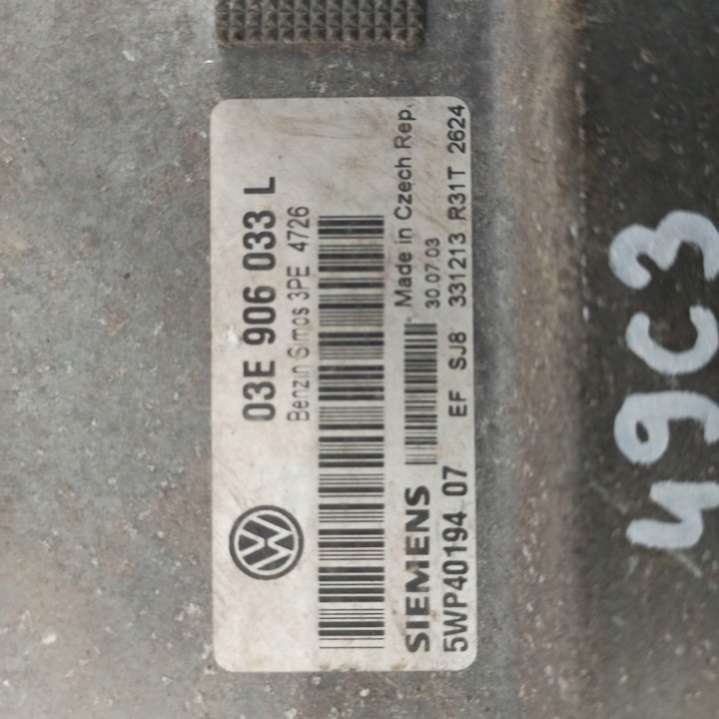 03E 906 033 L
Benzin Simos 3PE 4726
Made in Czech Rep.
30.07.03
SIEMENS
5WP40194 07 EF SJ8 331213 R31T 2624
49C3